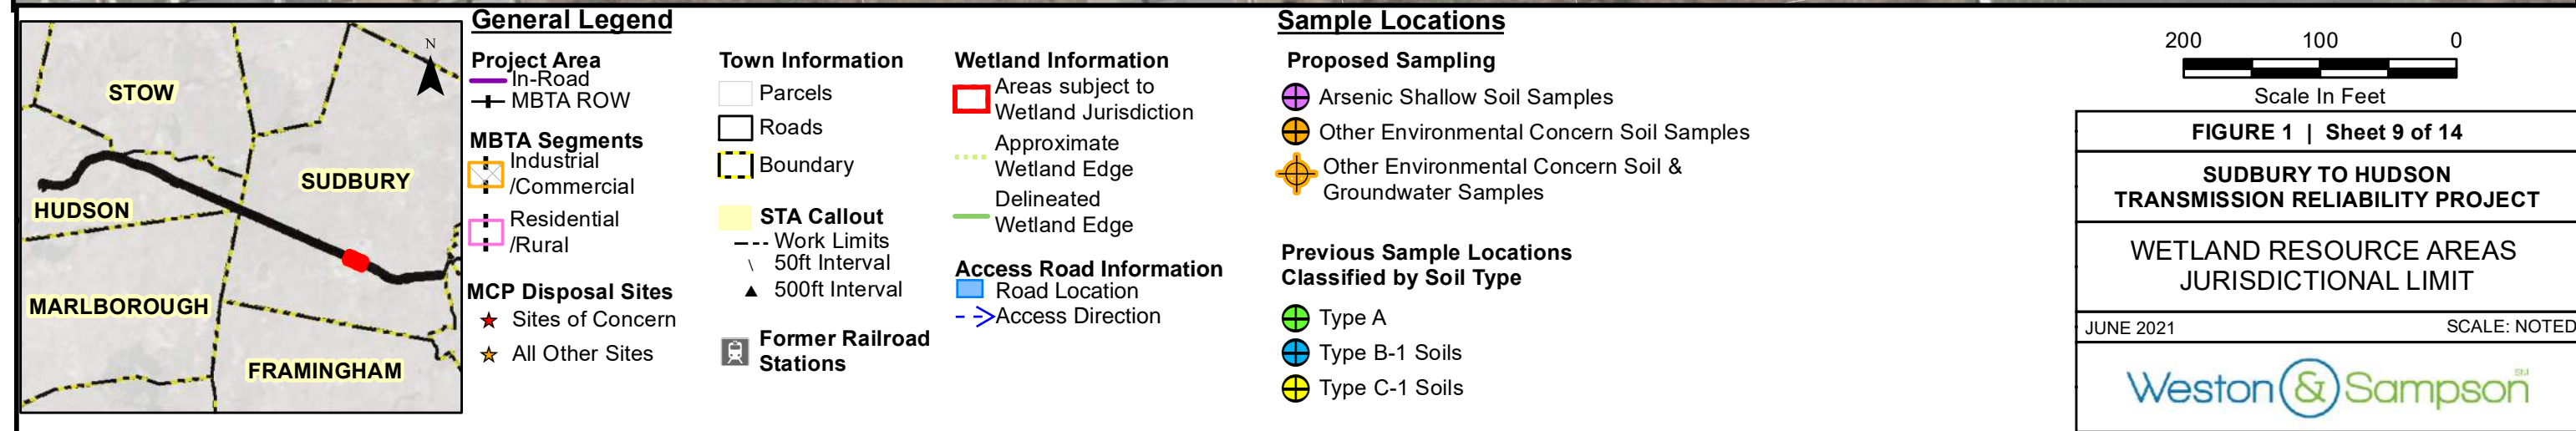 N
STOW
SUDBURY
HUDSON
MARLBOROUGH
FRAMINGHAM
General Legend
Project Area
In-Road
MBTA ROW
MBTA Segments
Industrial
/Commercial
Residential
/Rural
MCP Disposal Sites
Sites of Concern
All Other Sites
Town Information
Parcels
Roads
Boundary
STA Callout
Work Limits
50ft Interval
500ft Interval
Former Railroad
Stations
Wetland Information
Areas subject to
Wetland Jurisdiction
Approximate
Wetland Edge
Delineated
Wetland Edge
Access Road Information
Road Location
Access Direction
Sample Locations
Proposed Sampling
Arsenic Shallow Soil Samples
Other Environmental Concern Soil Samples
Other Environmental Concern Soil &
Groundwater Samples
Previous Sample Locations
Classified by Soil Type
Type A
Type B-1 Soils
Type C-1 Soils
200 100 0
Scale In Feet
FIGURE 1 | Sheet 9 of 14
SUDBURY TO HUDSON
TRANSMISSION RELIABILITY PROJECT
WETLAND RESOURCE AREAS
JURISDICTIONAL LIMIT
JUNE 2021 SCALE: NOTED
Weston & Sampson SM